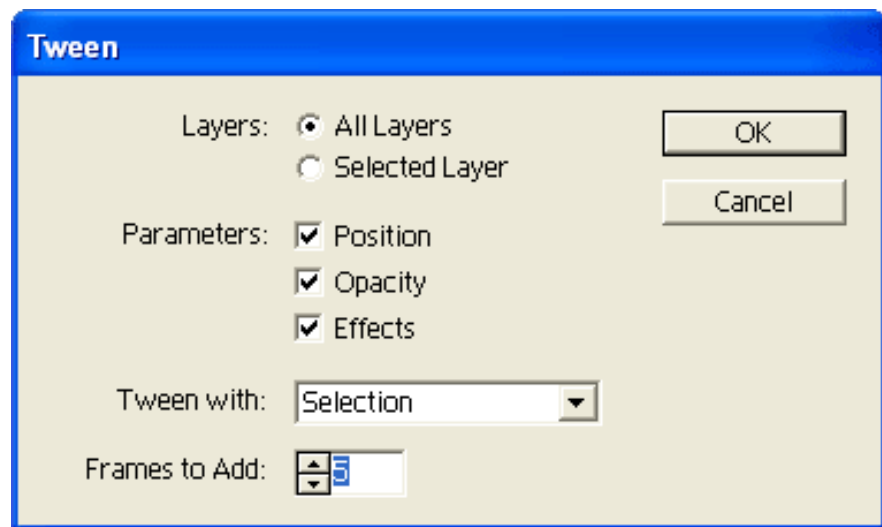 Tween
Layers: All Layers
Selected Layer
OK
Cancel
Parameters: Position
Opacity
Effects
Tween with: Selection
Frames to Add: 5